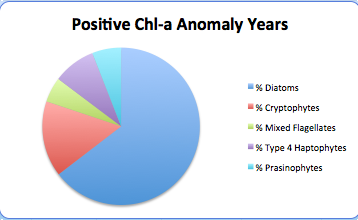 Positive Chl-a Anomaly Years
% Diatoms
% Cryptophytes
% Mixed Flagellates
% Type 4 Haptophytes
% Prasinophytes